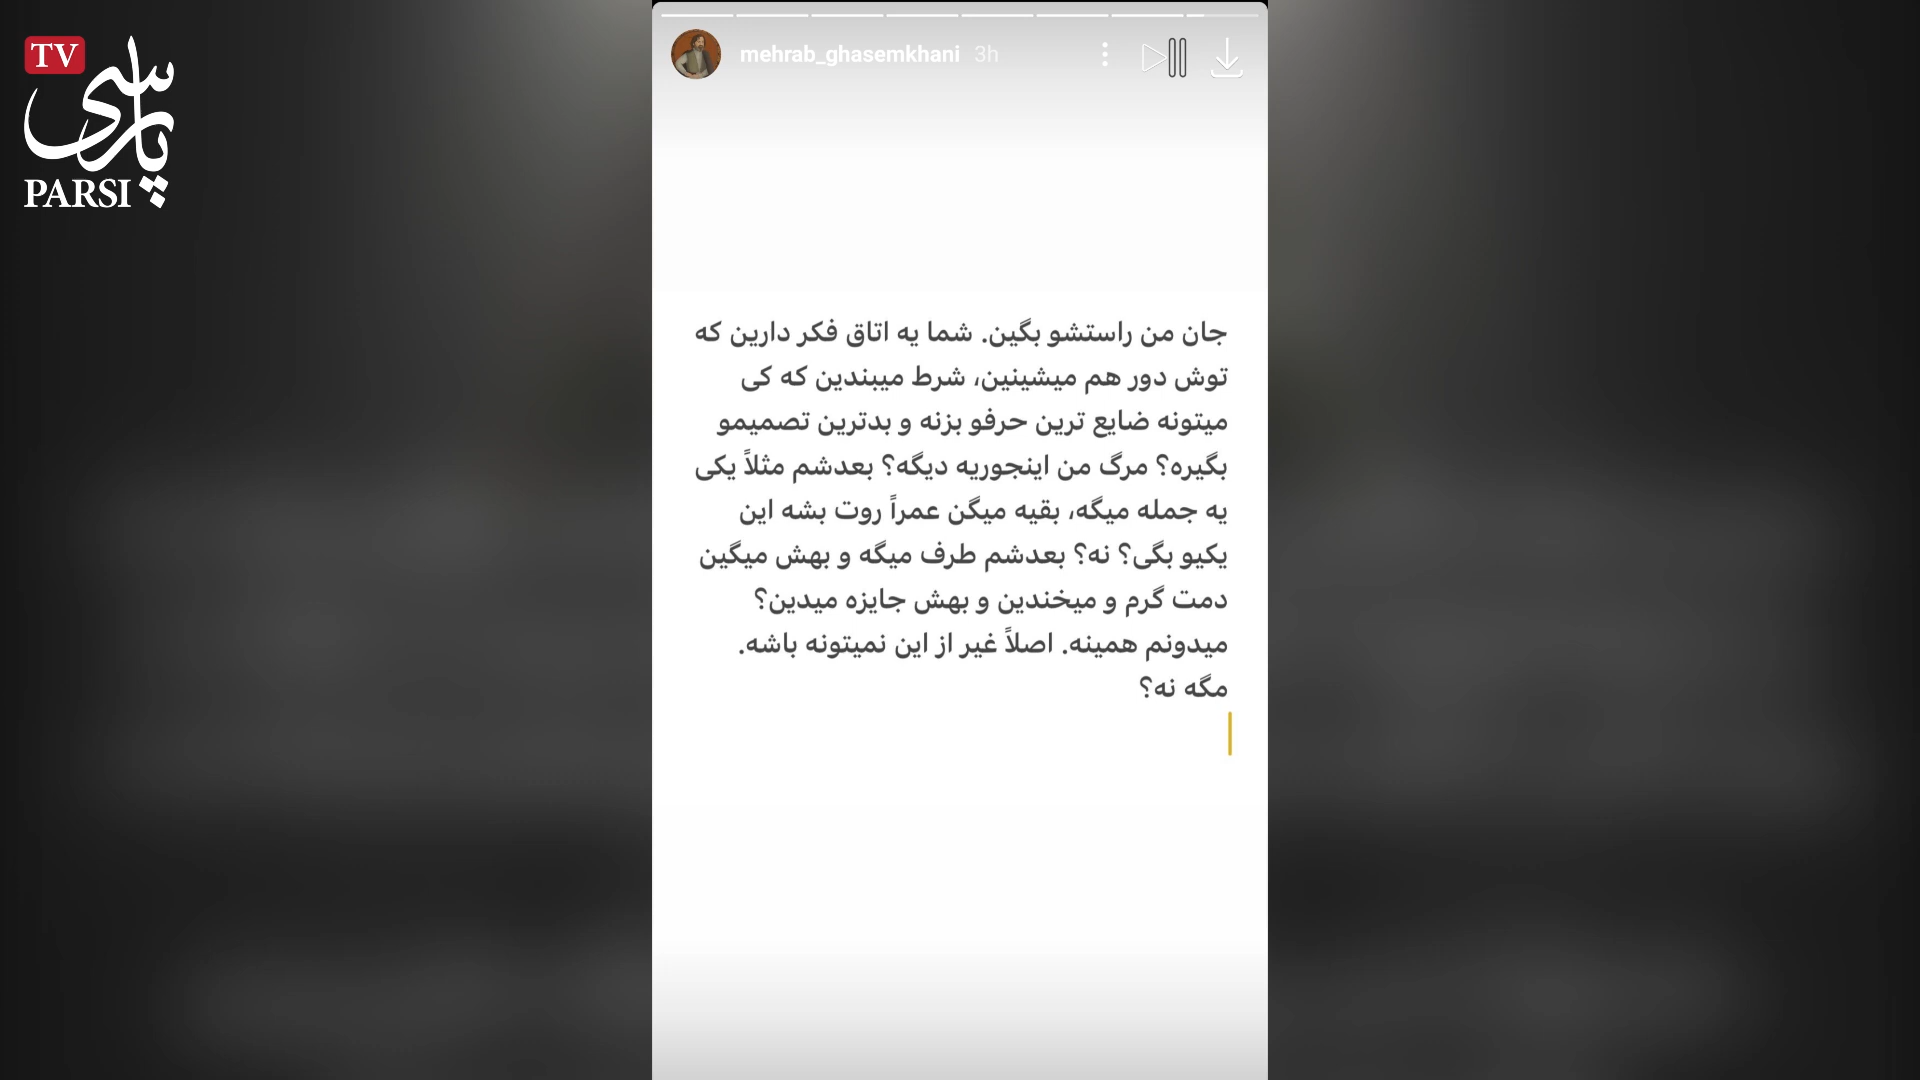 TV
پارسی
PARSI
mehrab_ghasemkhani 3h
جان من راستشو بگین. شما یه اتاق فکر دارین که
توش دور هم میشینین، شرط میبندین که کی
میتونه ضایع ترین حرفو بزنه و بدترین تصمیمو
بگیره؟ مرگ من اینجوریه دیگه؟ بعدشم مثلاً یکی
یه جمله میگه، بقیه میگن عمراً روت بشه این
یکیو بگی؟ نه؟ بعدشم طرف میگه و بهش میگین
دمت گرم و میخندین و بهش جایزه میدین؟
میدونم همینه. اصلاً غیر از این نمیتونه باشه.
مگه نه؟